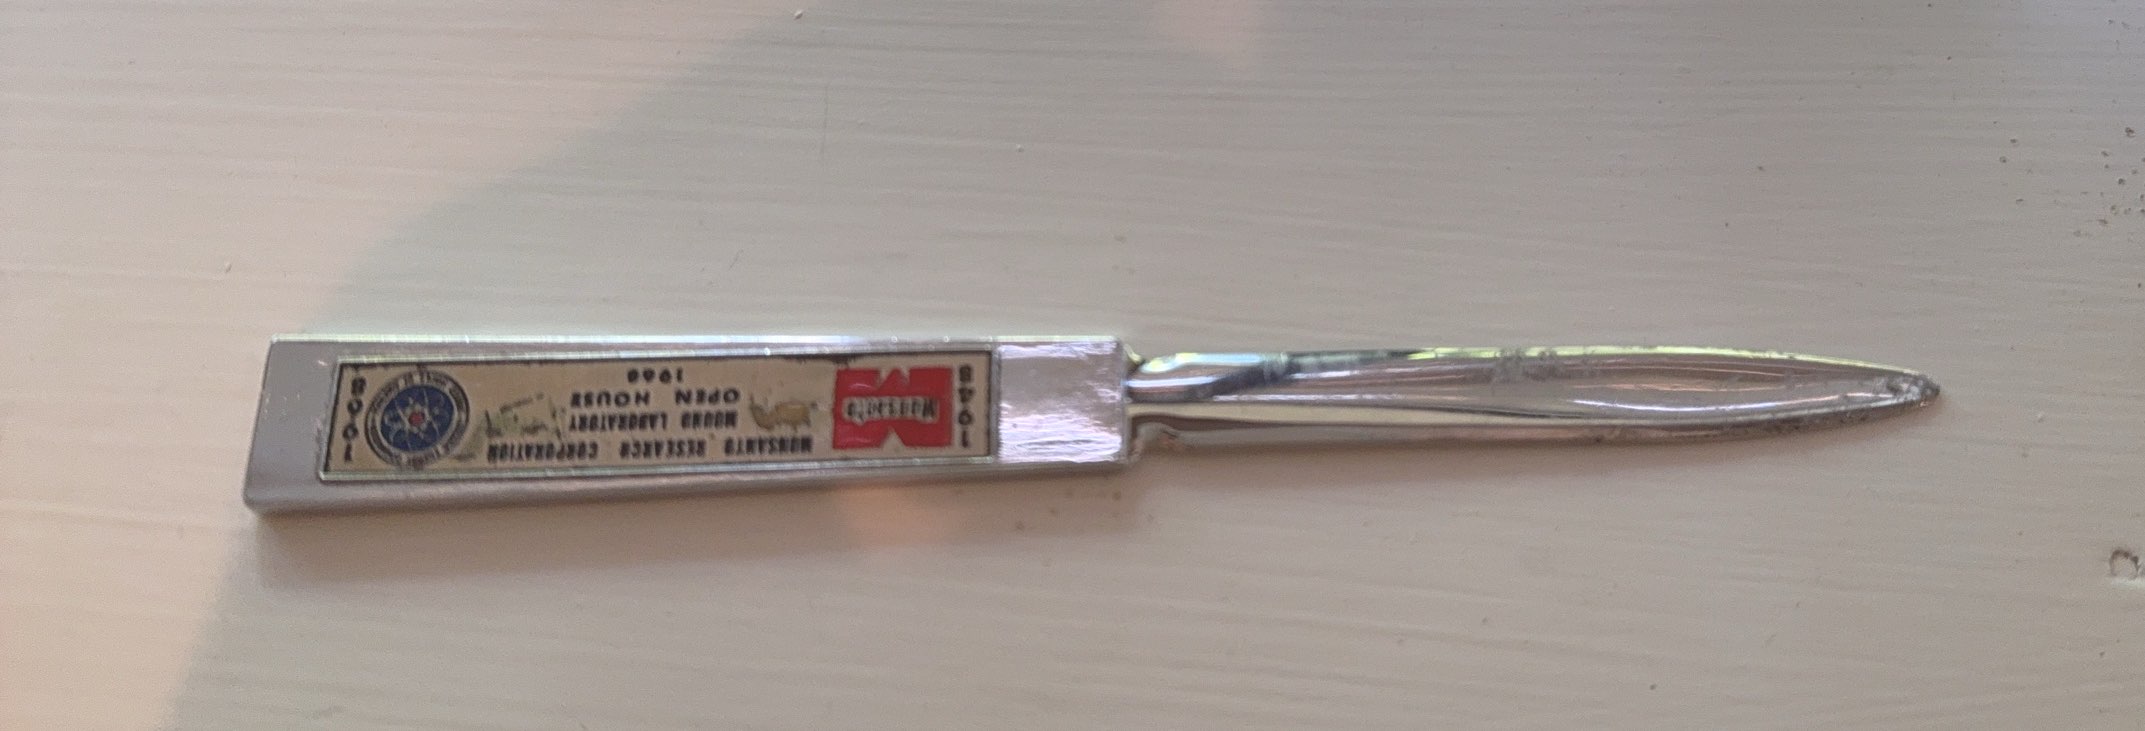 1948
Monsanto
MONSANTO RESEARCH CORPORATION
MOUND LABORATORY
OPEN HOUSE
1968
1968